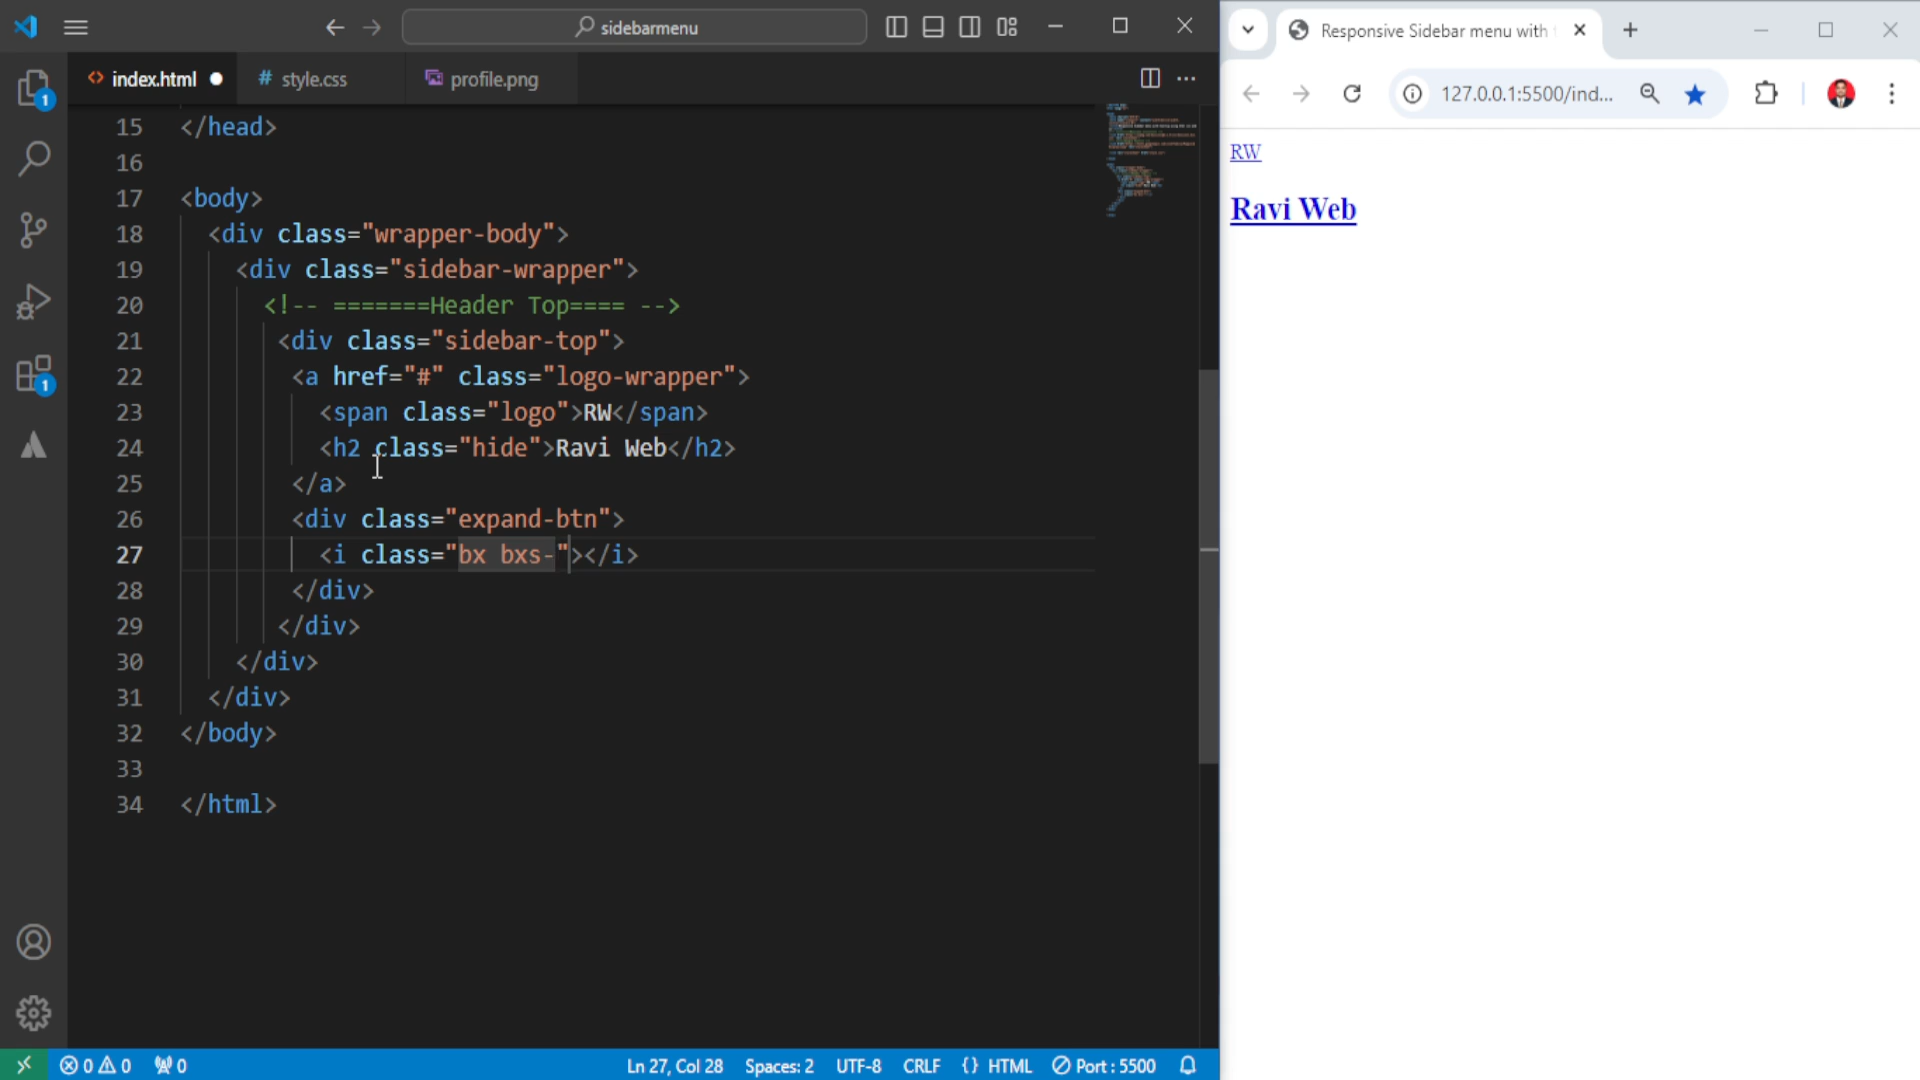 sidebarmenu
index.html
# style.css
profile.png
15 </head>
16
17 <body>
18 <div class="wrapper-body">
19 <div class="sidebar-wrapper">
20 <!-- =======Header Top==== -->
21 <div class="sidebar-top">
22 <a href="#" class="logo-wrapper">
23 <span class="logo">RW</span>
24 <h2 class="hide">Ravi Web</h2>
25 </a>
26 <div class="expand-btn">
27 <i class="bx bxs-"></i>
28 </div>
29 </div>
30 </div>
31 </div>
32 </body>
33
34 </html>
1
1
0 0 0
Ln 27, Col 28 Spaces: 2 UTF-8 CRLF {} HTML Port : 5500
Responsive Sidebar menu with
127.0.0.1:5500/ind...
RW
Ravi Web